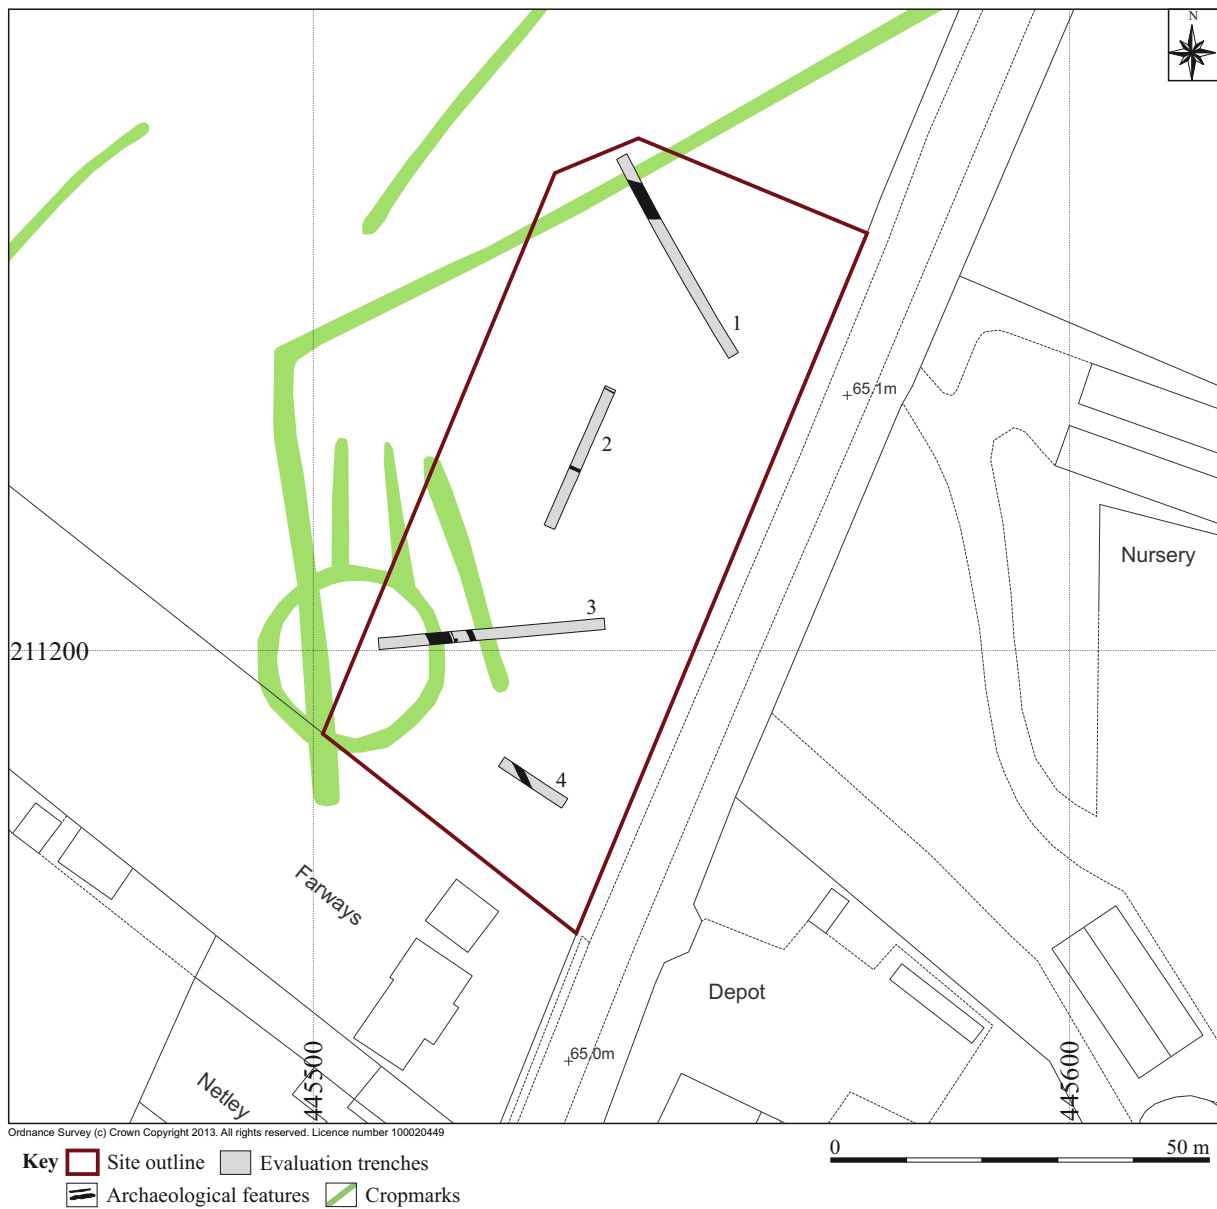 N
1
65.1m
2
Nursery
3
211200
4
Farways
Depot
65.0m
Netley
445500
445600
Ordnance Survey (c) Crown Copyright 2013. All rights reserved. Licence number 100020449
Key Site outline Evaluation trenches
Archaeological features Cropmarks
0 50 m